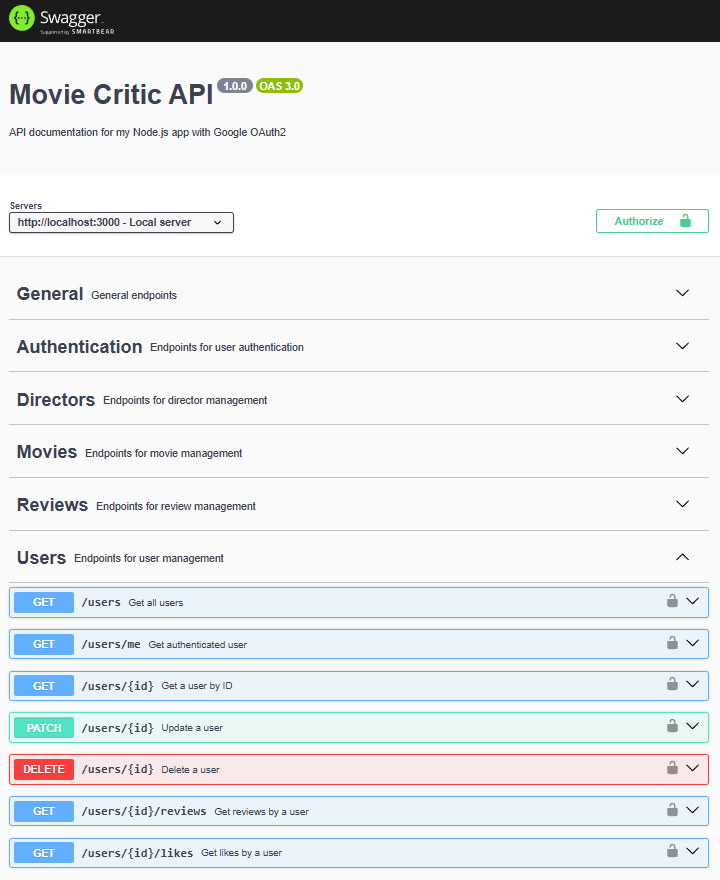 Swagger
Supported by SMARTBEAR
Movie Critic API 1.0.0 OAS 3.0
API documentation for my Node.js app with Google OAuth2
Servers
http://localhost:3000 - Local server
Authorize
General General endpoints
Authentication Endpoints for user authentication
Directors Endpoints for director management
Movies Endpoints for movie management
Reviews Endpoints for review management
Users Endpoints for user management
GET /users Get all users
GET /users/me Get authenticated user
GET /users/{id} Get a user by ID
PATCH /users/{id} Update a user
DELETE /users/{id} Delete a user
GET /users/{id}/reviews Get reviews by a user
GET /users/{id}/likes Get likes by a user